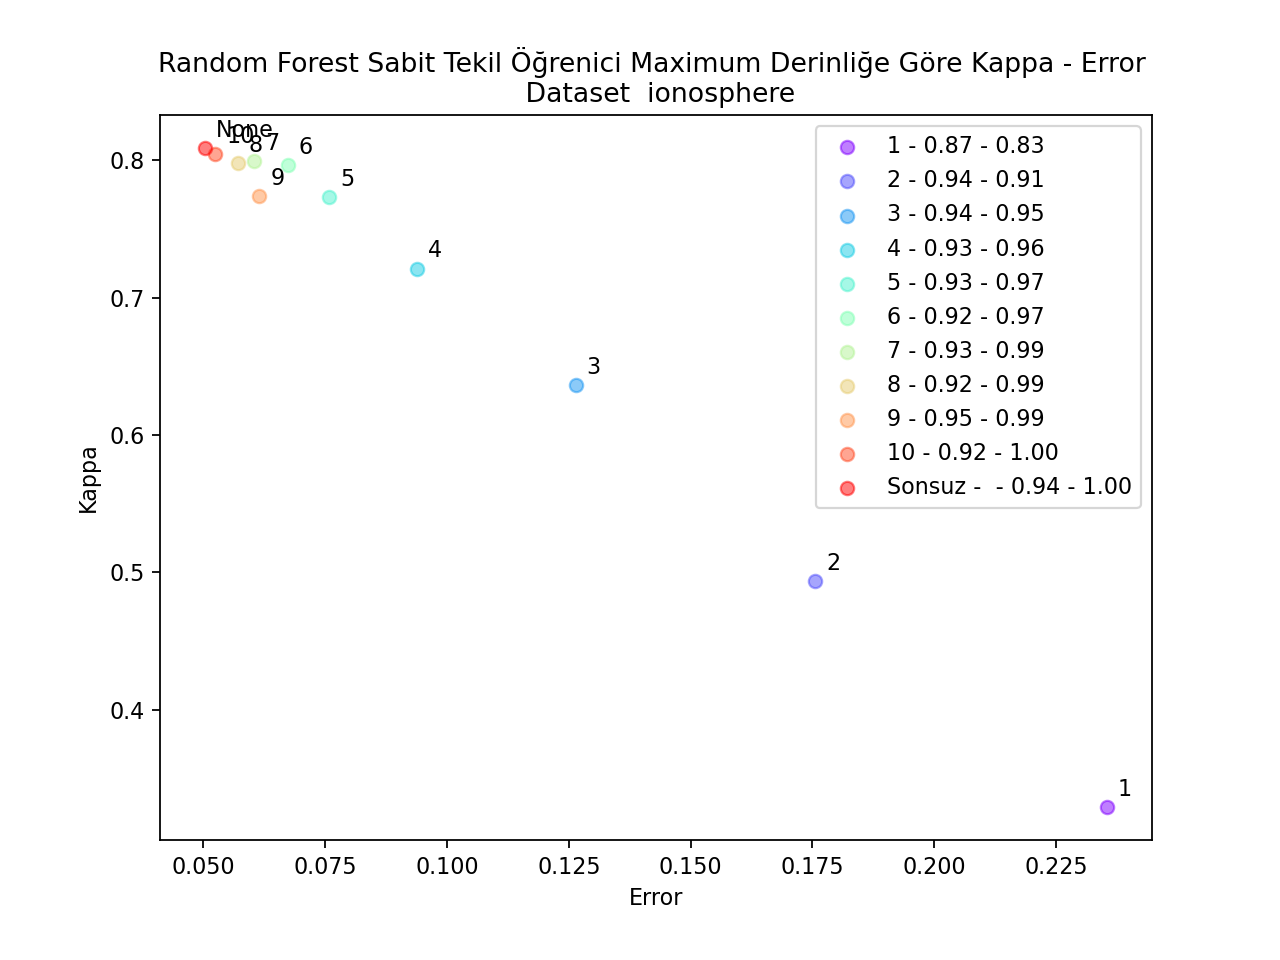 Random Forest Sabit Tekil Öğrenici Maximum Derinliğe Göre Kappa - Error
Dataset  ionosphere
None
10
8
7
6
9
5
4
3
2
1
1 - 0.87 - 0.83
2 - 0.94 - 0.91
3 - 0.94 - 0.95
4 - 0.93 - 0.96
5 - 0.93 - 0.97
6 - 0.92 - 0.97
7 - 0.93 - 0.99
8 - 0.92 - 0.99
9 - 0.95 - 0.99
10 - 0.92 - 1.00
Sonsuz -  - 0.94 - 1.00
0.8
0.7
0.6
0.5
0.4
Kappa
0.050 0.075 0.100 0.125 0.150 0.175 0.200 0.225
Error